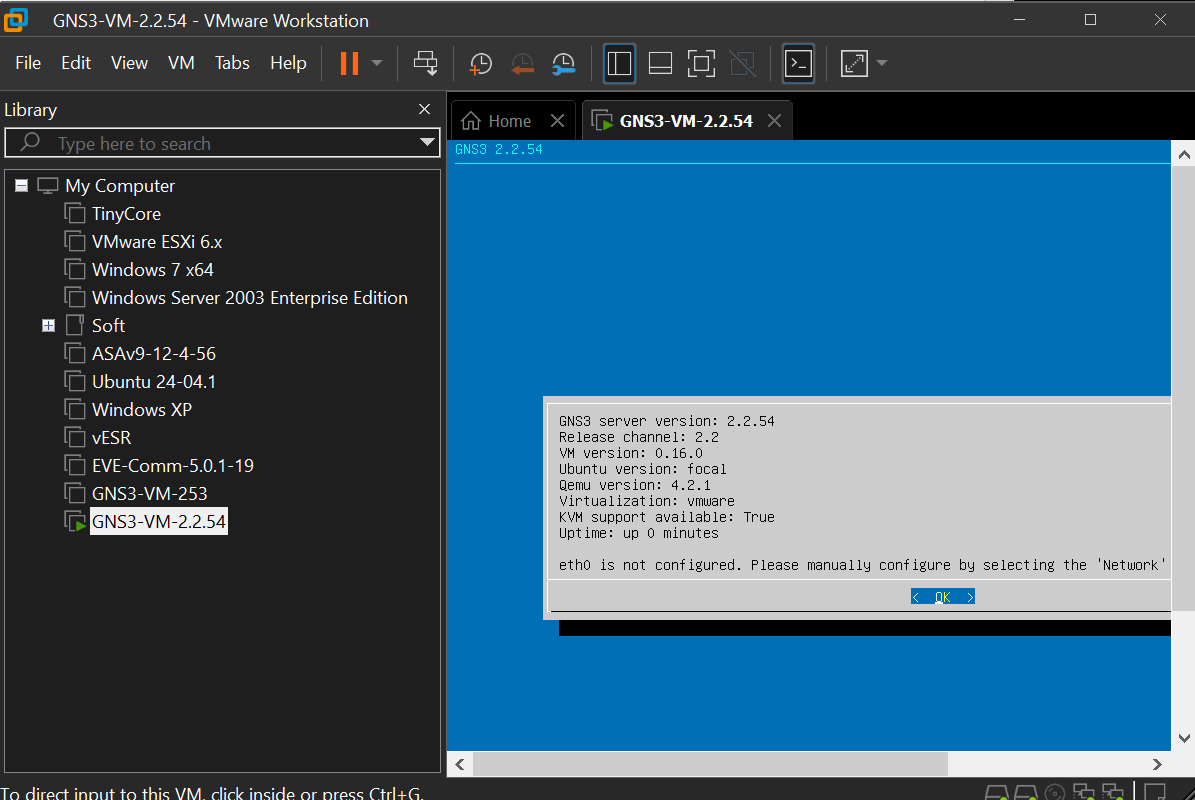 GNS3-VM-2.2.54 - VMware Workstation
File Edit View VM Tabs Help
Library
Type here to search
My Computer
TinyCore
VMware ESXi 6.x
Windows 7 x64
Windows Server 2003 Enterprise Edition
Soft
ASAv9-12-4-56
Ubuntu 24-04.1
Windows XP
vESR
EVE-Comm-5.0.1-19
GNS3-VM-253
GNS3-VM-2.2.54
Home
GNS3-VM-2.2.54
GNS3 2.2.54
GNS3 server version: 2.2.54
Release channel: 2.2
VM version: 0.16.0
Ubuntu version: focal
Qemu version: 4.2.1
Virtualization: vmware
KVM support available: True
Uptime: up 0 minutes
eth0 is not configured. Please manually configure by selecting the 'Network'
< OK >
To direct input to this VM, click inside or press Ctrl+G.